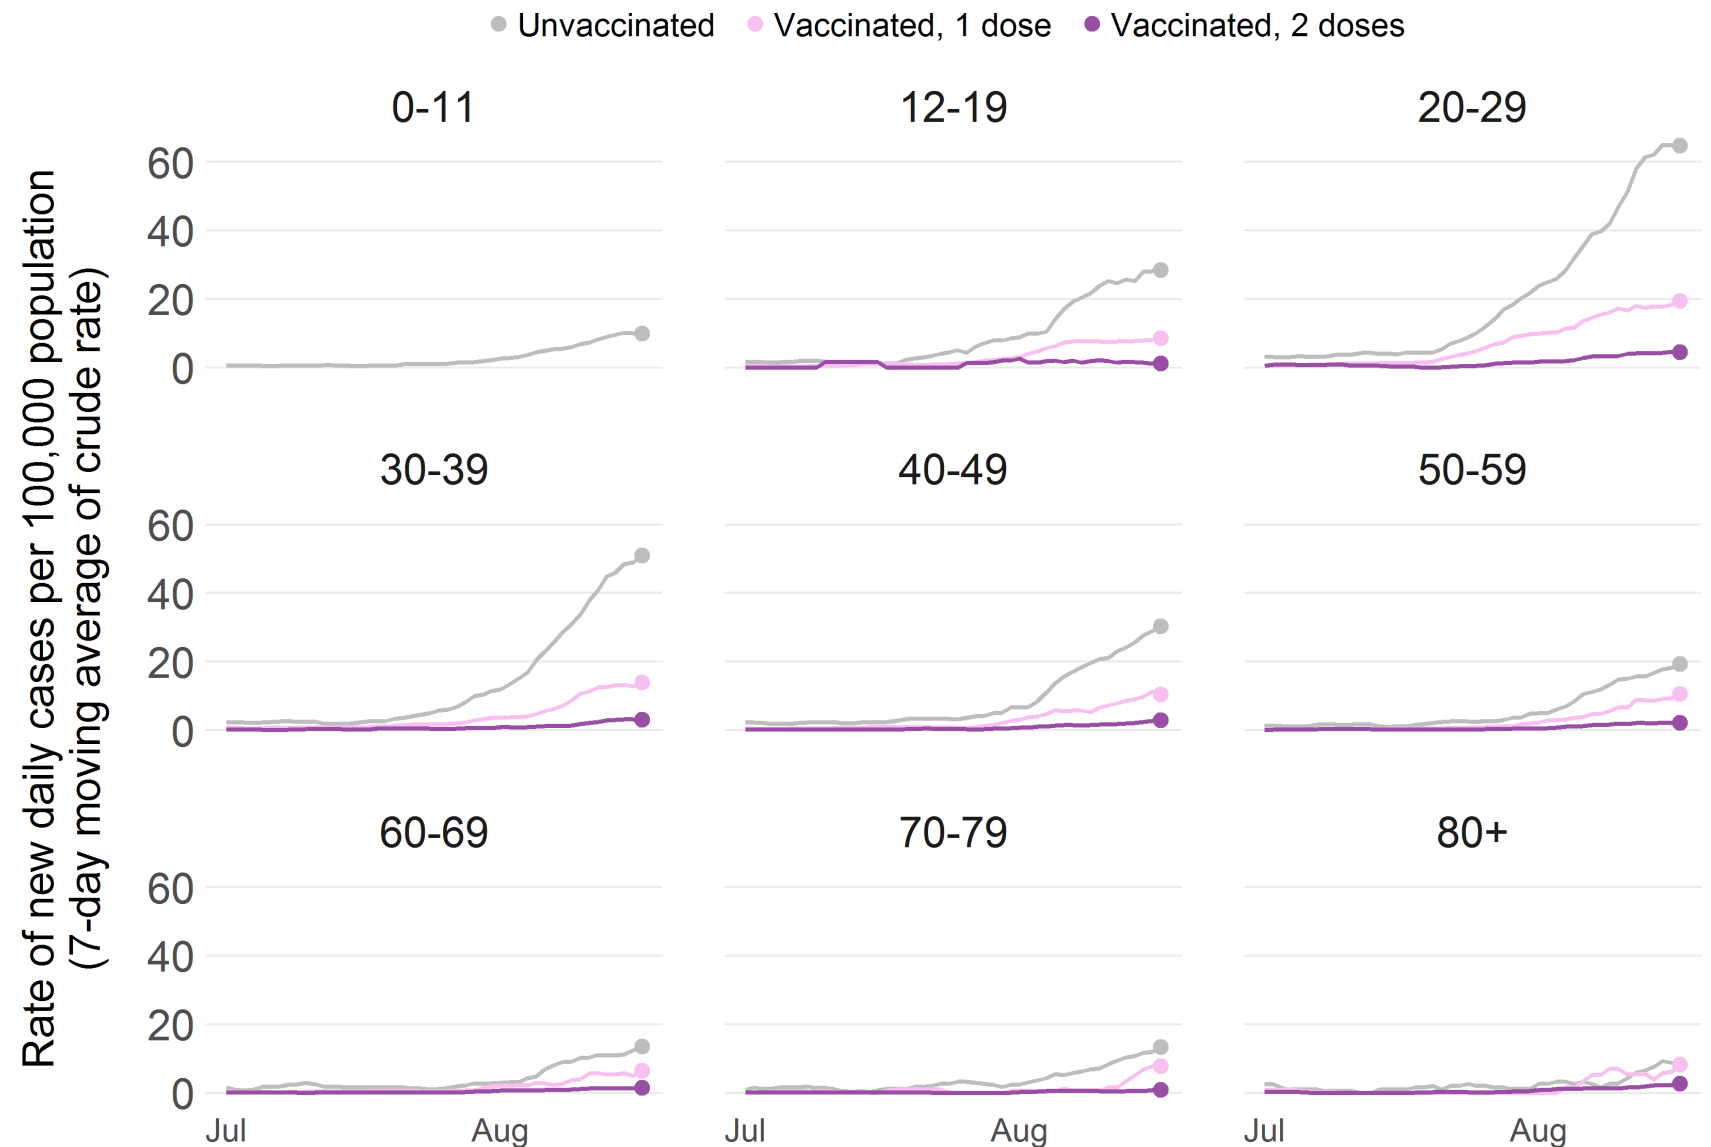 Unvaccinated Vaccinated, 1 dose Vaccinated, 2 doses
Rate of new daily cases per 100,000 population
(7-day moving average of crude rate)
0-11 12-19 20-29
60
40
20
0
30-39 40-49 50-59
60
40
20
0
60-69 70-79 80+
60
40
20
0
Jul Aug Jul Aug Jul Aug